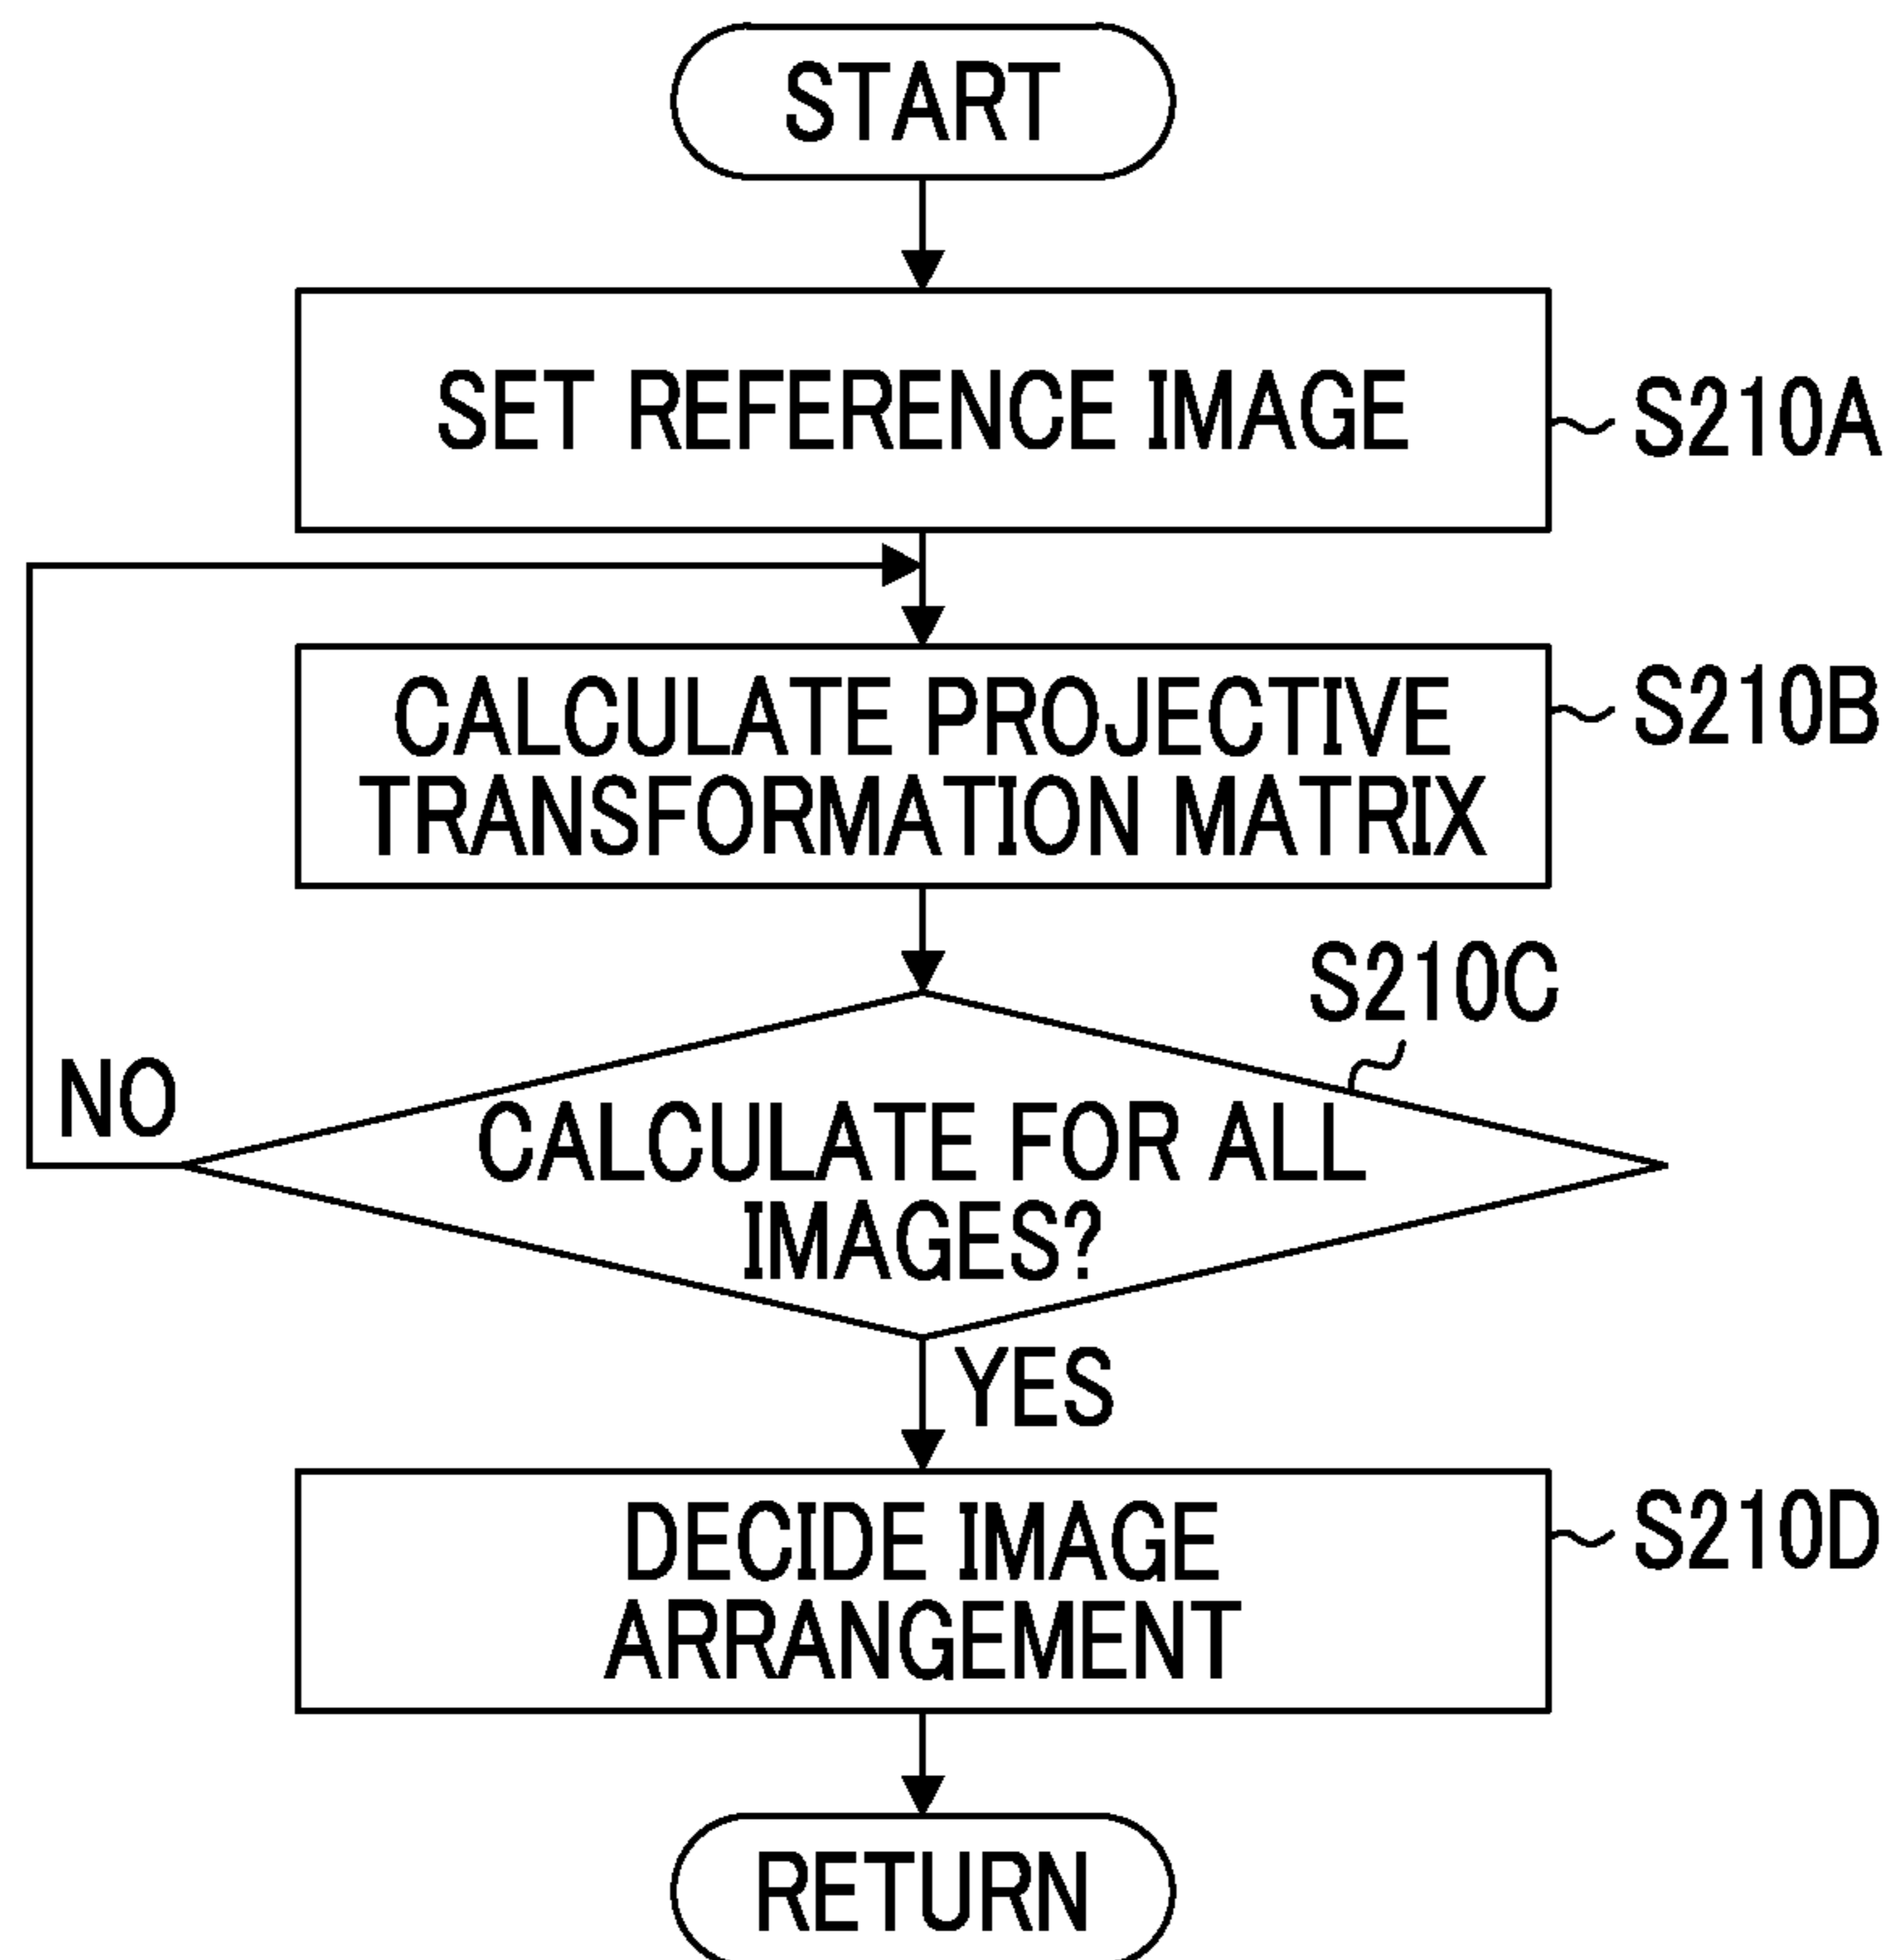 START
SET REFERENCE IMAGE
S210A
CALCULATE PROJECTIVE
TRANSFORMATION MATRIX
S210B
S210C
NO
CALCULATE FOR ALL
IMAGES?
YES
DECIDE IMAGE
ARRANGEMENT
S210D
RETURN